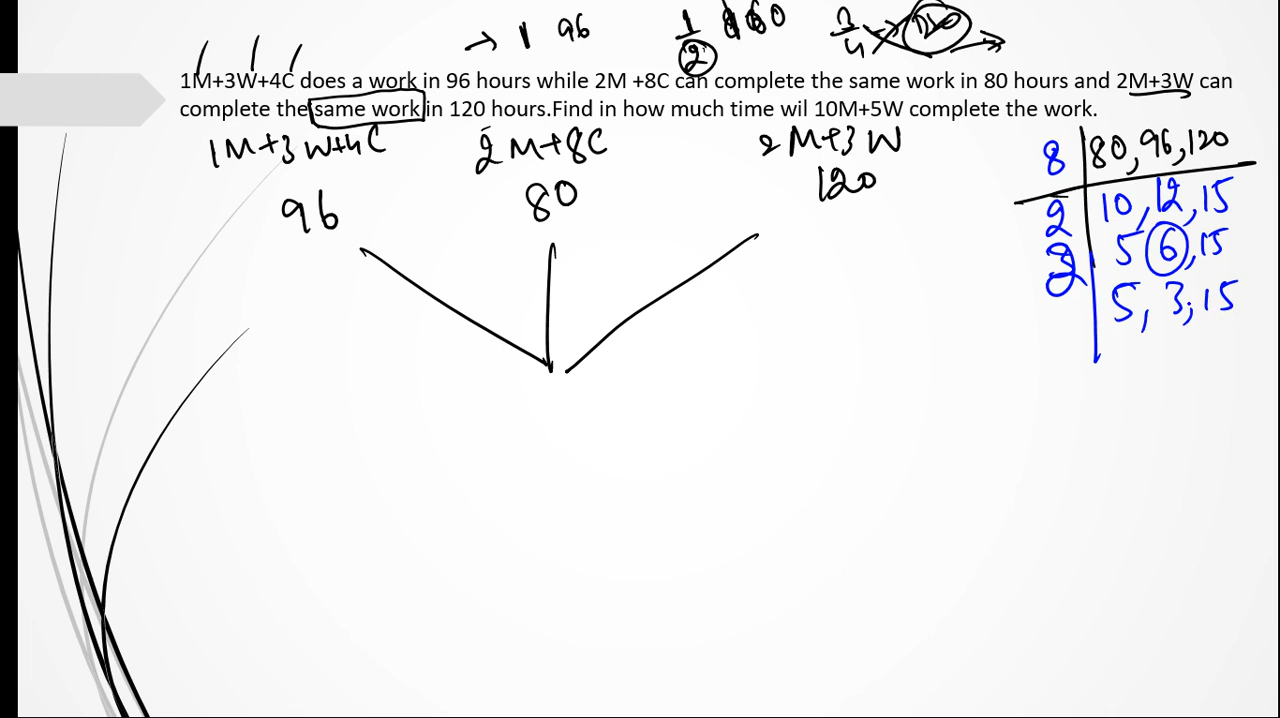 → 1 96 1/2 3/4
1M+3W+4C does a work in 96 hours while 2M +8C can complete the same work in 80 hours and 2M+3W can
complete the same work in 120 hours.Find in how much time wil 10M+5W complete the work.
1M+3W+4C 2M+8C 2M+3W
96 80 120
8 80,96,120
2 10,12,15
5 6,15
5, 3,15